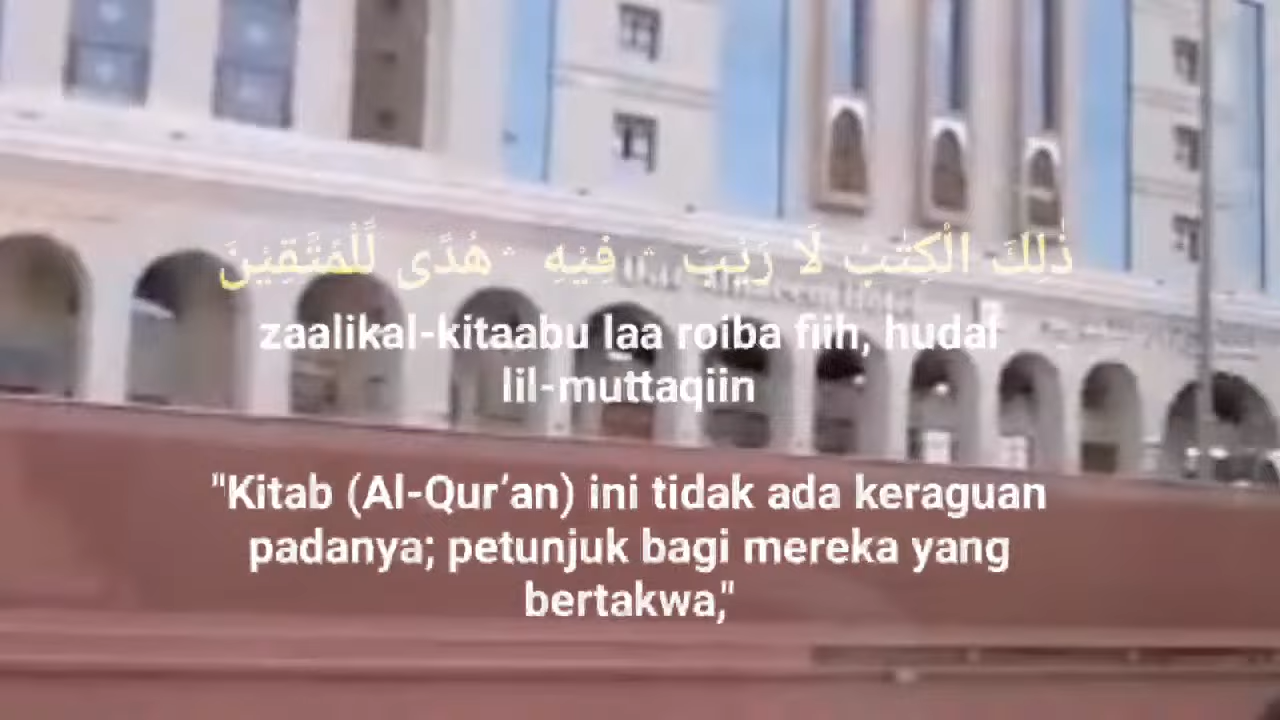 ذٰلِكَ الْكِتٰبُ لَا رَيْبَ ۛ فِيْهِ ۛ هُدًى لِّلْمُتَّقِيْنَ
zaalikal-kitaabu laa roiba fiih, hudal
lil-muttaqiin
"Kitab (Al-Qur’an) ini tidak ada keraguan
padanya; petunjuk bagi mereka yang
bertakwa,"